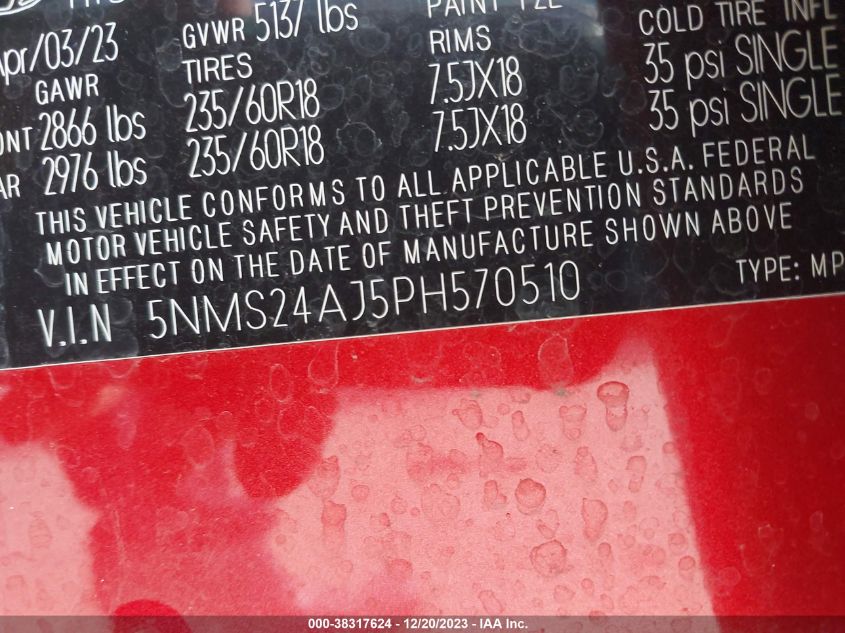 Apr/03/23 GVWR 5137 lbs PAINT
GAWR TIRES RIMS COLD TIRE INFL
2866 lbs 235/60R18 7.5JX18 35 psi SINGLE
2976 lbs 235/60R18 7.5JX18 35 psi SINGLE
THIS VEHICLE CONFORMS TO ALL APPLICABLE U.S.A. FEDERAL
MOTOR VEHICLE SAFETY AND THEFT PREVENTION STANDARDS
IN EFFECT ON THE DATE OF MANUFACTURE SHOWN ABOVE
V.I.N 5NMS24AJ5PH570510 TYPE: MP
000-38317624 - 12/20/2023 - IAA Inc.